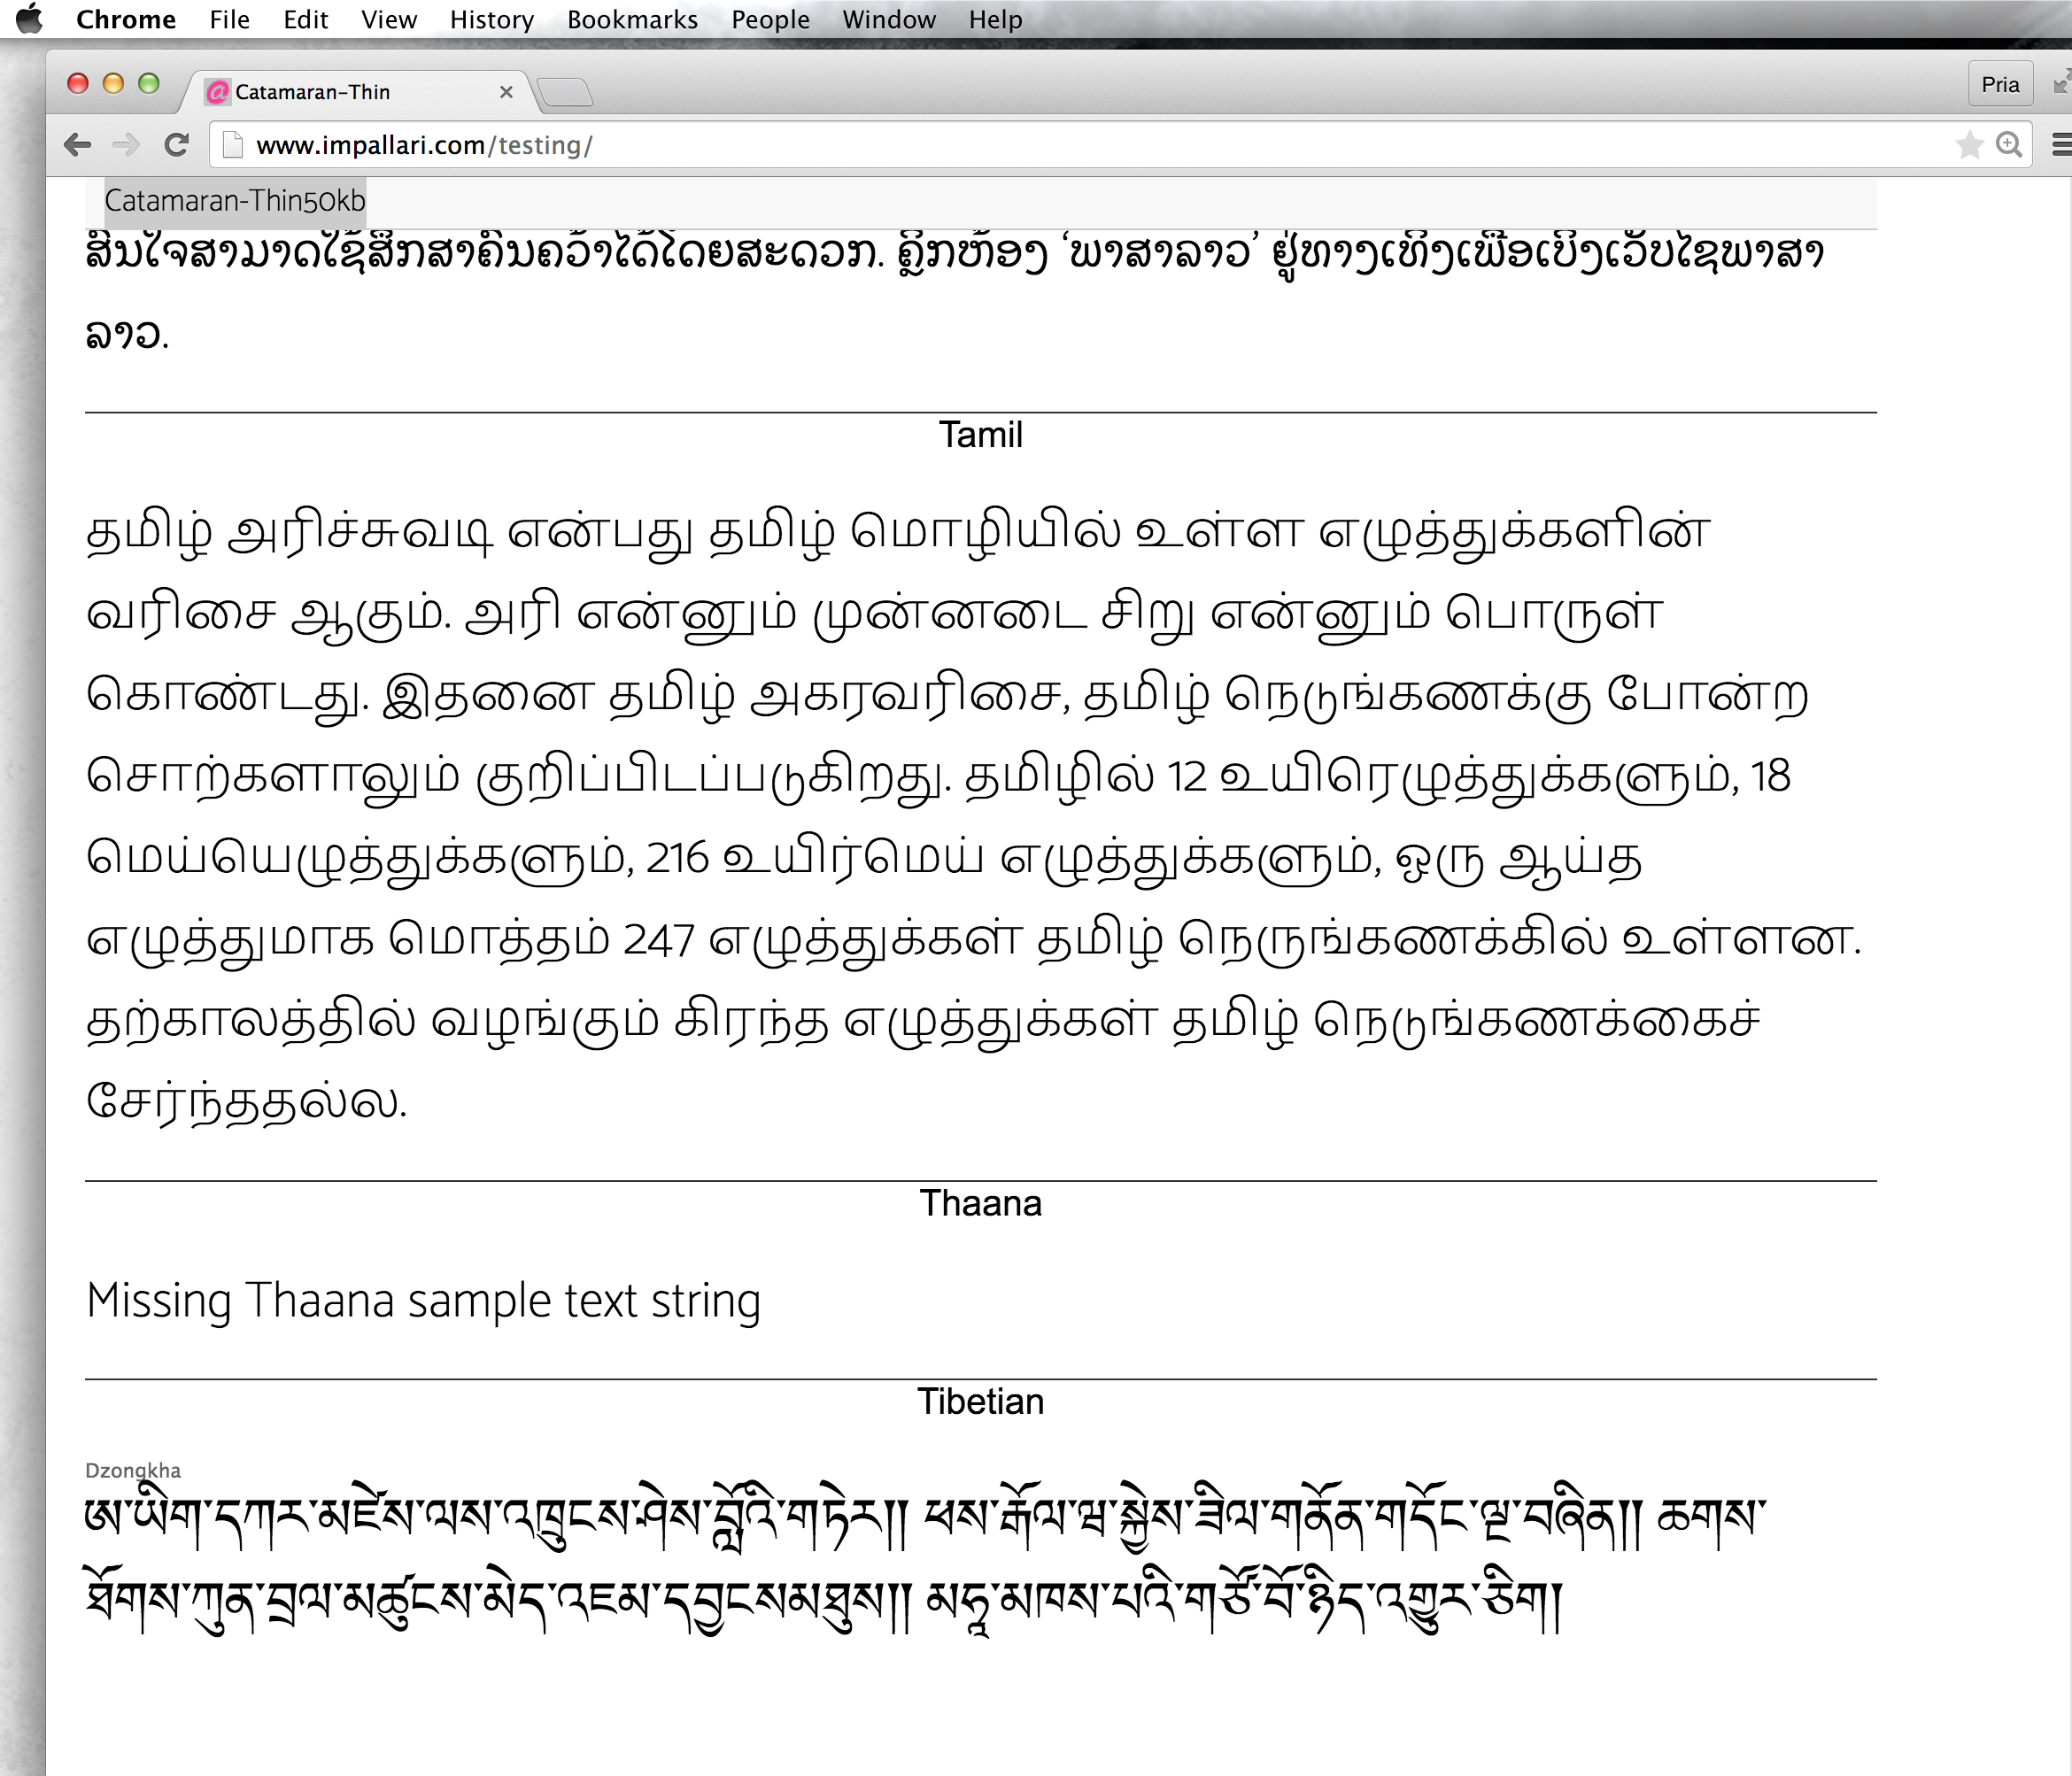 Chrome File Edit View History Bookmarks People Window Help
Catamaran-Thin
Pria
www.impallari.com/testing/
Catamaran-Thin50kb
ສົນໃຈສາມາດໃຊ້ສຶກສາຄົ້ນຄວ້າໄດ້ໂດຍສະດວກ. ຄຼິກຫ້ອງ ‘ພາສາລາວ’ ຢູ່ທາງເທິງເພື່ອເບິ່ງເວັບໄຊພາສາ
ລາວ.
Tamil
தமிழ் அரிச்சுவடி என்பது தமிழ் மொழியில் உள்ள எழுத்துக்களின்
வரிசை ஆகும். அரி என்னும் முன்னடை சிறு என்னும் பொருள்
கொண்டது. இதனை தமிழ் அகரவரிசை, தமிழ் நெடுங்கணக்கு போன்ற
சொற்களாலும் குறிப்பிடப்படுகிறது. தமிழில் 12 உயிரெழுத்துக்களும், 18
மெய்யெழுத்துக்களும், 216 உயிர்மெய் எழுத்துக்களும், ஒரு ஆய்த
எழுத்துமாக மொத்தம் 247 எழுத்துக்கள் தமிழ் நெருங்கணக்கில் உள்ளன.
தற்காலத்தில் வழங்கும் கிரந்த எழுத்துக்கள் தமிழ் நெடுங்கணக்கைச்
சேர்ந்ததல்ல.
Thaana
Missing Thaana sample text string
Tibetian
Dzongkha
ཨ་ཡིག་དཀར་མཛེས་ལས་འཁྲུངས་ཤེས་བློའི་གཏེར།། ཕས་རྒོལ་ཝ་སྐྱེས་ཟིལ་གནོན་གདོང་ལྔ་བཞིན།། ཆགས་
ཐོགས་ཀུན་བྲལ་མཚུངས་མེད་འཇམ་དབྱངསམཐུས།། མཧཱ་མཁས་པའི་གཙོ་བོ་ཉིད་འགྱུར་ཅིག།